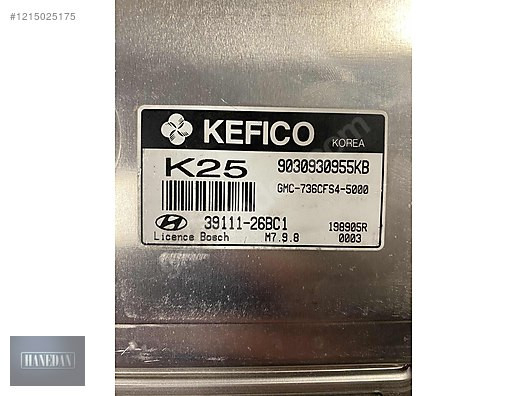 #1215025175
KEFICO KOREA
K25 9030930955KB
GMC-736CFS4-5000
39111-26BC1 198905R
Licence Bosch M7.9.8 0003
HANEDAN